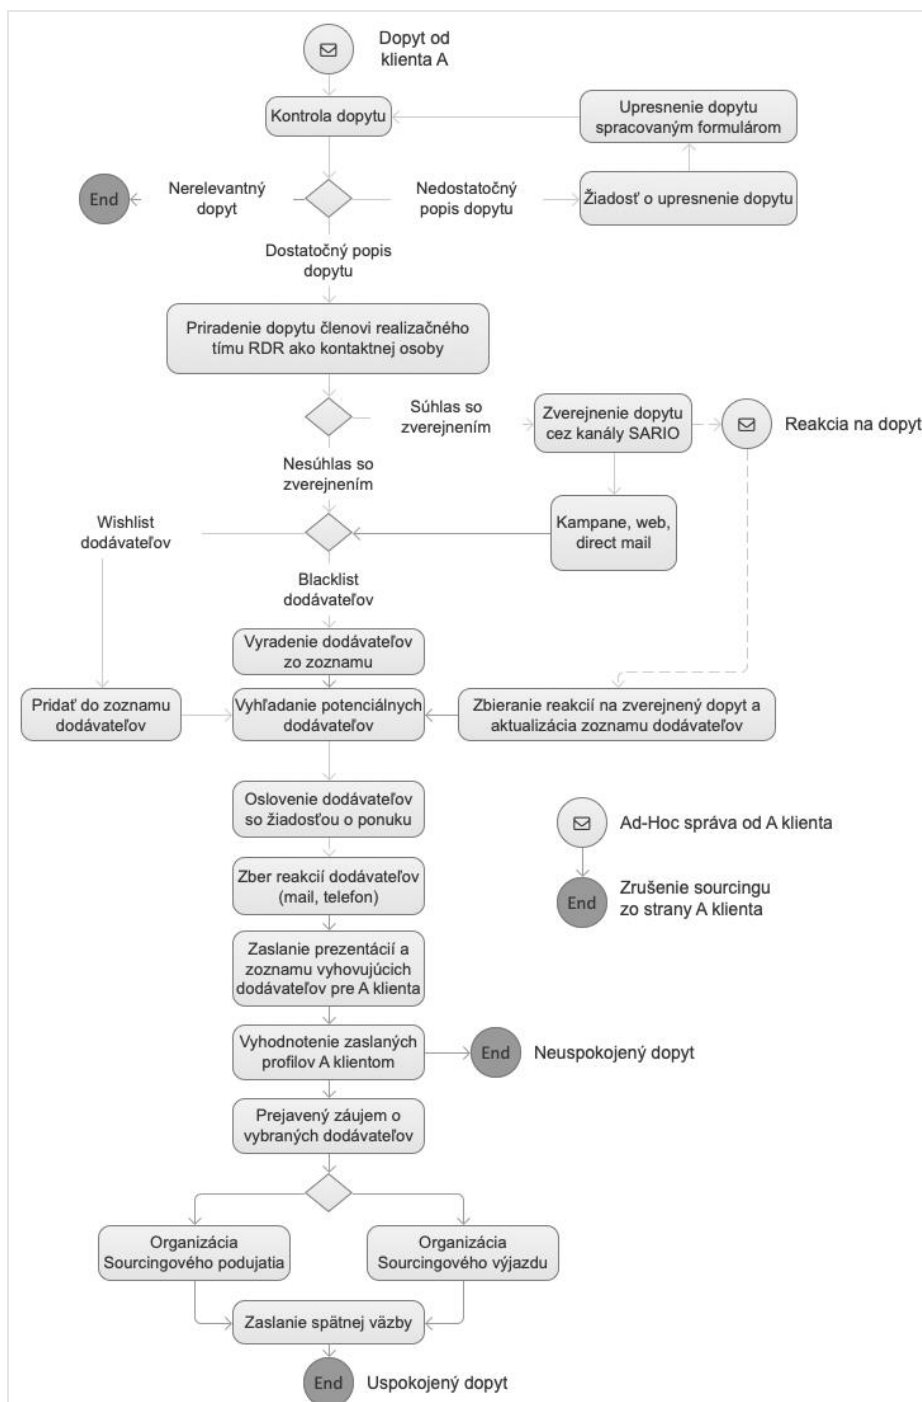 Dopyt od
klienta A
Kontrola dopytu
Upresnenie dopytu
spracovaným formulárom
End
Nerelevantný
dopyt
Nedostatočný
popis dopytu
Žiadosť o upresnenie dopytu
Dostatočný popis
dopytu
Priradenie dopytu členovi realizačného
tímu RDR ako kontaktnej osoby
Súhlas so
zverejnením
Zverejnenie dopytu
cez kanály SARIO
Reakcia na dopyt
Nesúhlas so
zverejnením
Wishlist
dodávateľov
Kampane, web,
direct mail
Blacklist
dodávateľov
Vyradenie dodávateľov
zo zoznamu
Pridať do zoznamu
dodávateľov
Vyhľadanie potenciálnych
dodávateľov
Zbieranie reakcií na zverejnený dopyt a
aktualizácia zoznamu dodávateľov
Oslovenie dodávateľov
so žiadosťou o ponuku
Ad-Hoc správa od A klienta
Zber reakcií dodávateľov
(mail, telefon)
End
Zrušenie sourcingu
zo strany A klienta
Zaslanie prezentácií a
zoznamu vyhovujúcich
dodávateľov pre A klienta
Vyhodnotenie zaslaných
profilov A klientom
End
Neuspokojený dopyt
Prejavený záujem o
vybraných dodávateľov
Organizácia
Sourcingového podujatia
Organizácia
Sourcingového výjazdu
Zaslanie spätnej väzby
End
Uspokojený dopyt